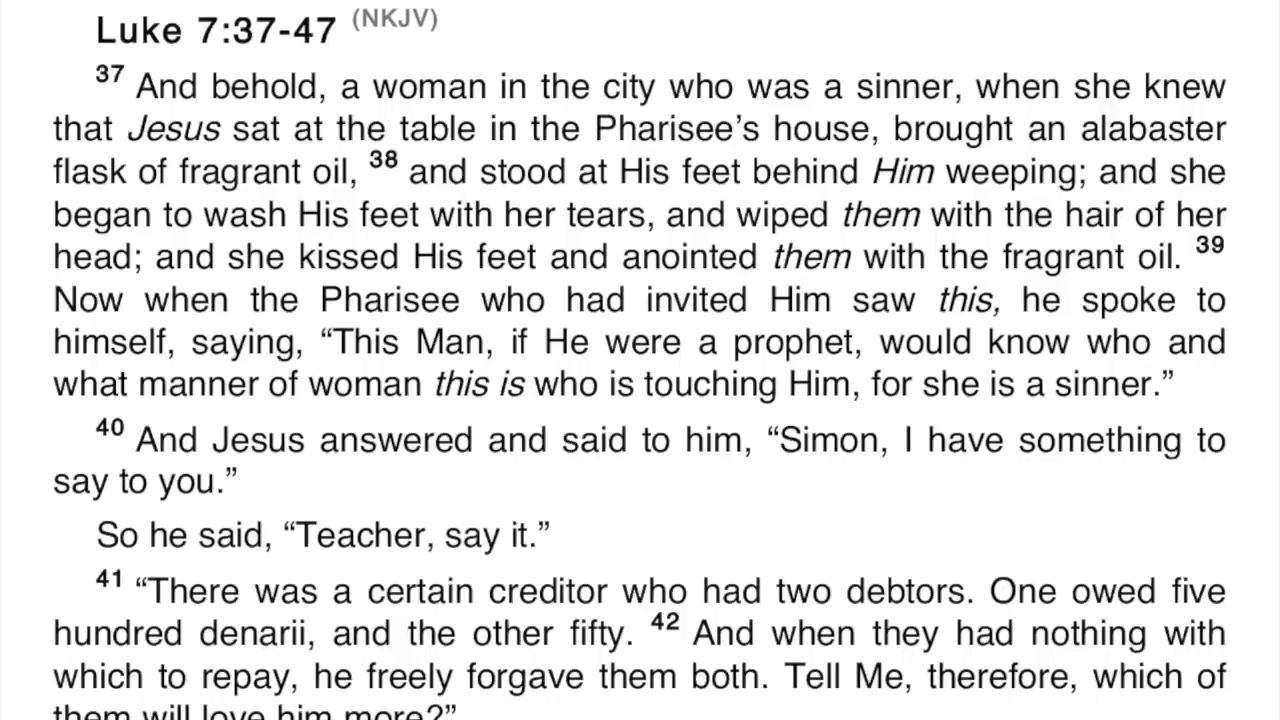 Luke 7:37-47 (NKJV)
37 And behold, a woman in the city who was a sinner, when she knew
that Jesus sat at the table in the Pharisee’s house, brought an alabaster
flask of fragrant oil, 38 and stood at His feet behind Him weeping; and she
began to wash His feet with her tears, and wiped them with the hair of her
head; and she kissed His feet and anointed them with the fragrant oil. 39
Now when the Pharisee who had invited Him saw this, he spoke to
himself, saying, “This Man, if He were a prophet, would know who and
what manner of woman this is who is touching Him, for she is a sinner.”
40 And Jesus answered and said to him, “Simon, I have something to
say to you.”
So he said, “Teacher, say it.”
41 “There was a certain creditor who had two debtors. One owed five
hundred denarii, and the other fifty. 42 And when they had nothing with
which to repay, he freely forgave them both. Tell Me, therefore, which of
them will love him more?”